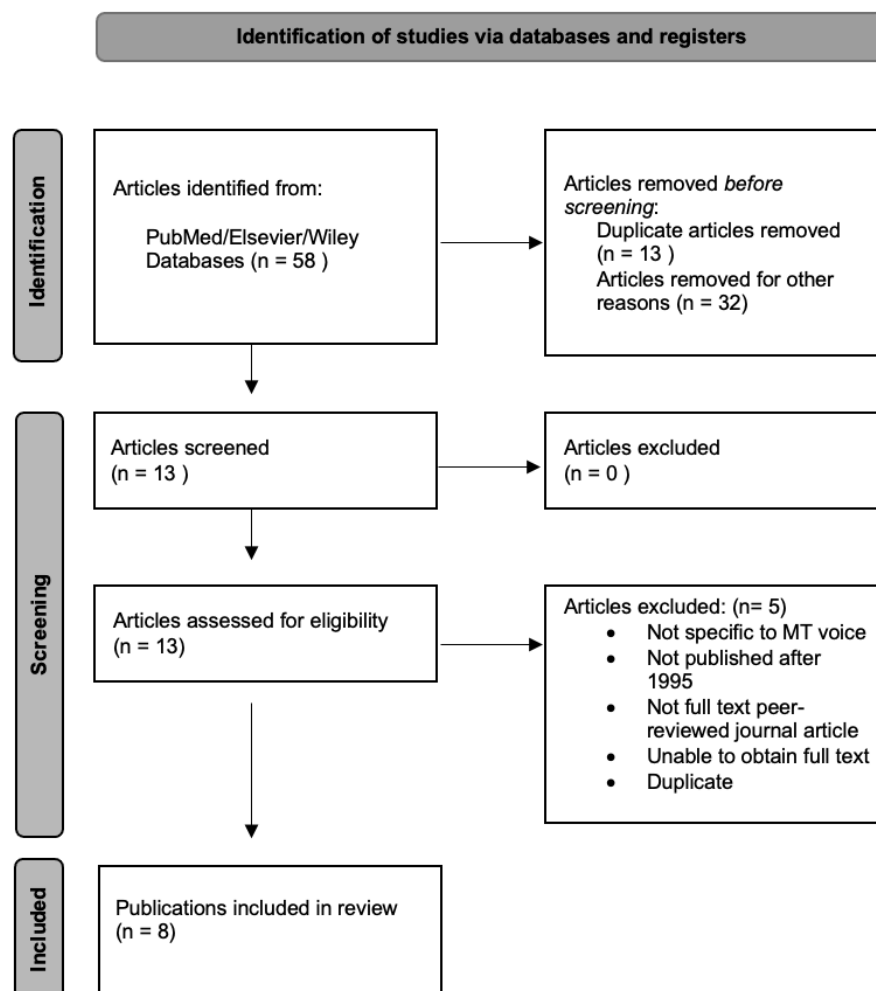 Identification of studies via databases and registers
Identification
Articles identified from:
PubMed/Elsevier/Wiley
Databases (n = 58 )
Articles removed before
screening:
Duplicate articles removed
(n = 13 )
Articles removed for other
reasons (n = 32)
Screening
Articles screened
(n = 13 )
Articles excluded
(n = 0 )
Articles assessed for eligibility
(n = 13)
Articles excluded: (n= 5)
• Not specific to MT voice
• Not published after
1995
• Not full text peer-
reviewed journal article
• Unable to obtain full text
• Duplicate
Included
Publications included in review
(n = 8)